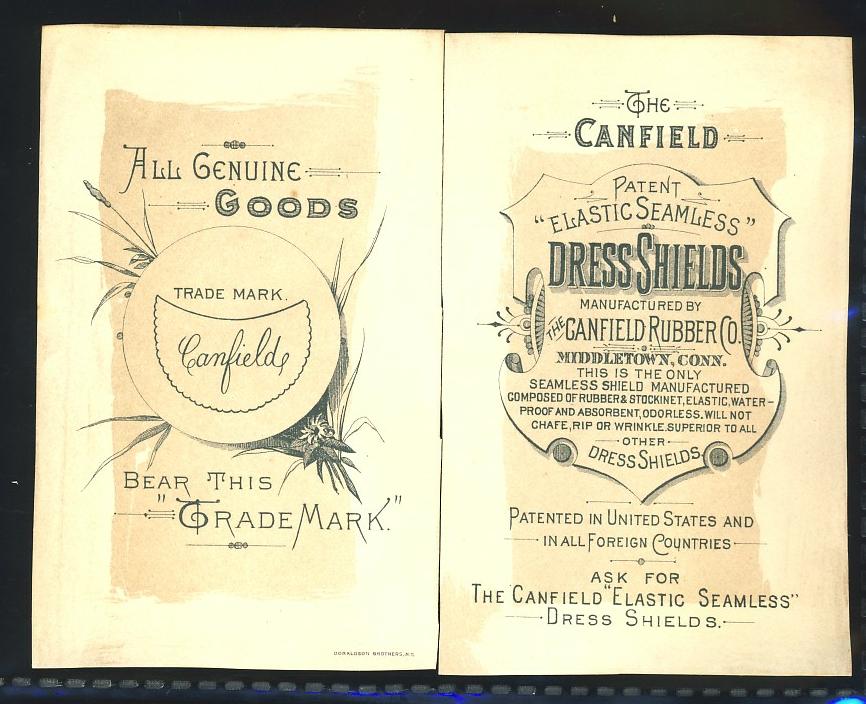 ALL GENUINE
GOODS
TRADE MARK.
Canfield
BEAR THIS
"TRADE MARK."
DONALDSON BROTHERS, N.Y.
THE
CANFIELD
PATENT
"ELASTIC SEAMLESS"
DRESS SHIELDS
MANUFACTURED BY
THE CANFIELD RUBBER CO.
MIDDLETOWN, CONN.
THIS IS THE ONLY
SEAMLESS SHIELD MANUFACTURED
COMPOSED OF RUBBER & STOCKINET, ELASTIC, WATER-
PROOF AND ABSORBENT, ODORLESS. WILL NOT
CHAFE, RIP OR WRINKLE. SUPERIOR TO ALL
OTHER
DRESS SHIELDS
PATENTED IN UNITED STATES AND
IN ALL FOREIGN COUNTRIES
ASK FOR
THE CANFIELD "ELASTIC SEAMLESS"
DRESS SHIELDS.